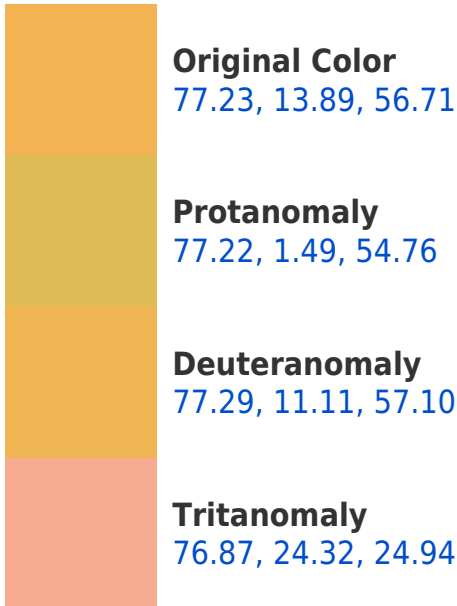 Original Color
77.23, 13.89, 56.71
Protanomaly
77.22, 1.49, 54.76
Deuteranomaly
77.29, 11.11, 57.10
Tritanomaly
76.87, 24.32, 24.94